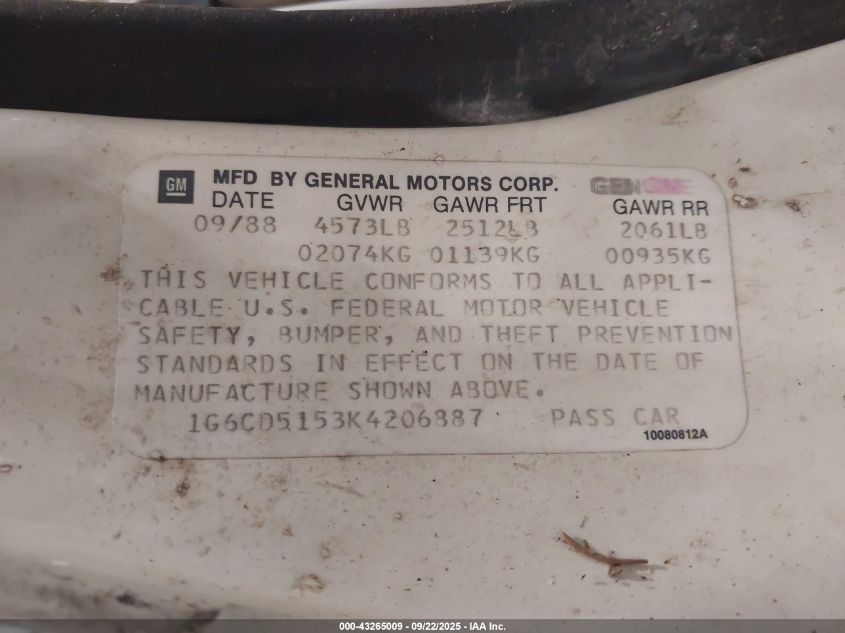 GM MFD BY GENERAL MOTORS CORP.
DATE GVWR GAWR FRT GAWR RR
09/88 4573LB 2512LB 2061LB
02074KG 01139KG 00935KG
THIS VEHICLE CONFORMS TO ALL APPLI-
CABLE U.S. FEDERAL MOTOR VEHICLE
SAFETY, BUMPER, AND THEFT PREVENTION
STANDARDS IN EFFECT ON THE DATE OF
MANUFACTURE SHOWN ABOVE.
1G6CD5153K4206887 PASS CAR
10080812A
000-43265009 - 09/22/2025 - IAA Inc.